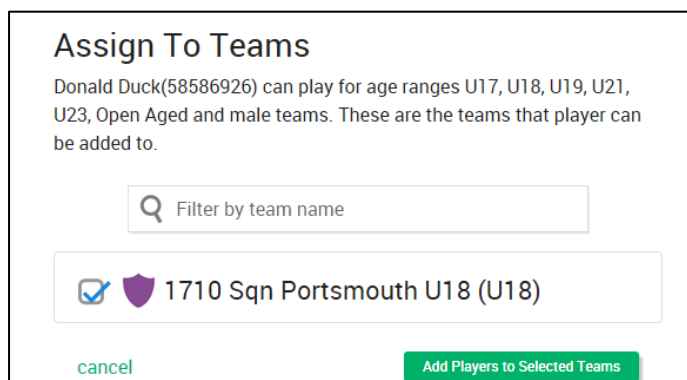 Assign To Teams
Donald Duck(58586926) can play for age ranges U17, U18, U19, U21,
U23, Open Aged and male teams. These are the teams that player can
be added to.
Filter by team name
1710 Sqn Portsmouth U18 (U18)
cancel
Add Players to Selected Teams